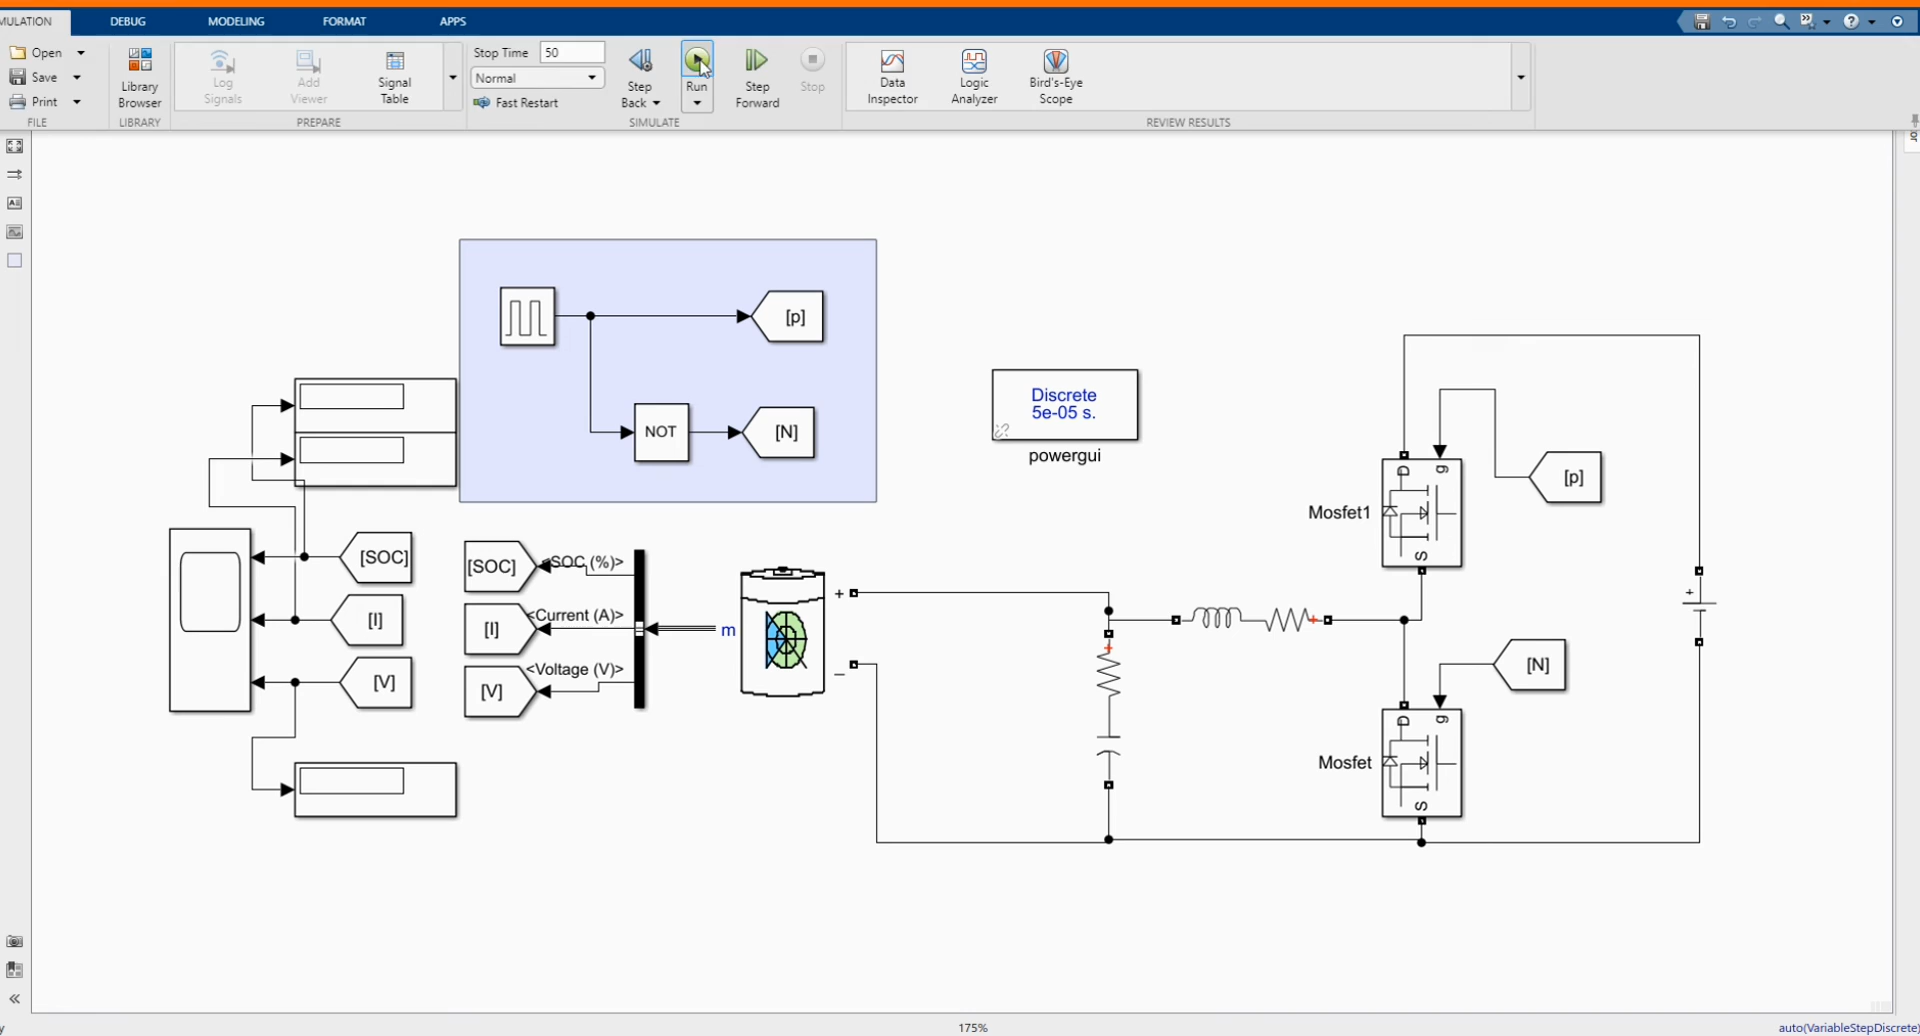 MULATION
DEBUG
MODELING
FORMAT
APPS
Open
Save
Print
FILE
Library
Browser
LIBRARY
Log
Signals
Add
Viewer
Signal
Table
PREPARE
Stop Time 50
Normal
Fast Restart
Step
Back
Run
Step
Forward
Stop
SIMULATE
Data
Inspector
Logic
Analyzer
Bird's-Eye
Scope
REVIEW RESULTS
[p]
NOT
[N]
Discrete
5e-05 s.
powergui
[SOC]
[I]
[V]
[SOC]
<SOC (%)>
[I]
<Current (A)>
[V]
<Voltage (V)>
m
+
_
Mosfet1
D
g
S
[p]
+
Mosfet
D
g
S
[N]
+
+
175%
auto(VariableStepDiscrete)